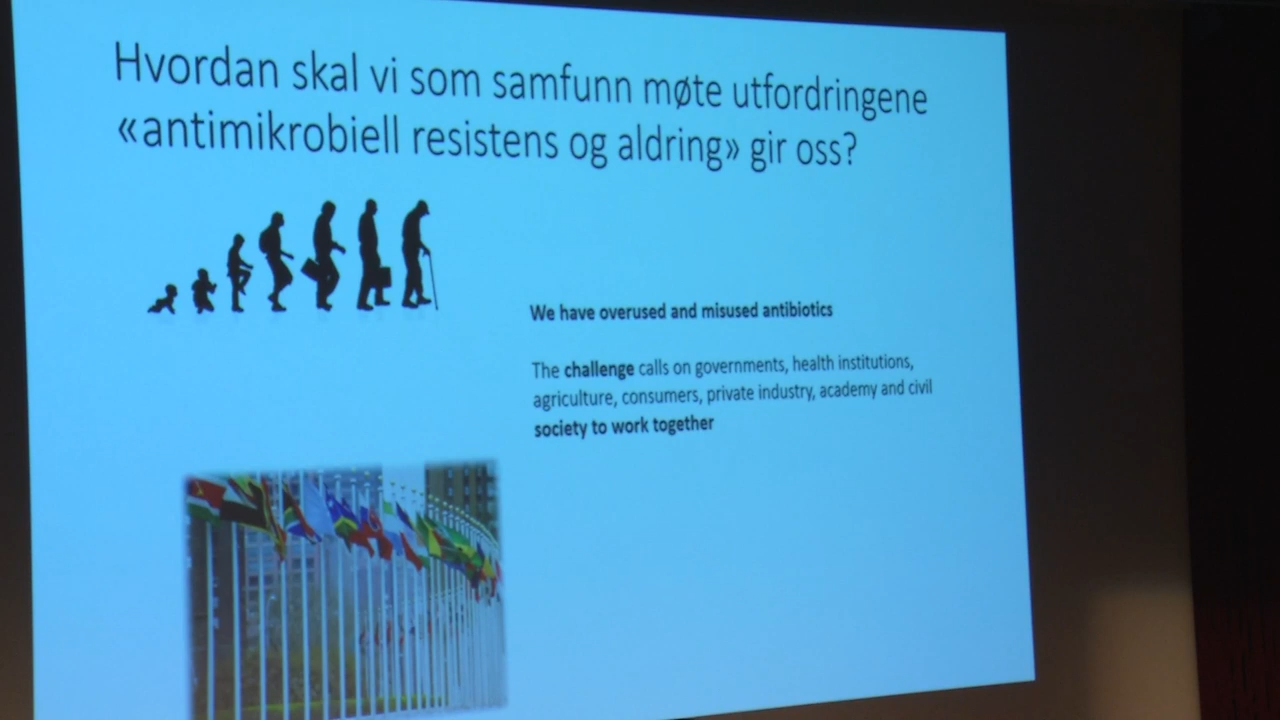 Hvordan skal vi som samfunn møte utfordringene
«antimikrobiell resistens og aldring» gir oss?
We have overused and misused antibiotics
The challenge calls on governments, health institutions,
agriculture, consumers, private industry, academy and civil
society to work together